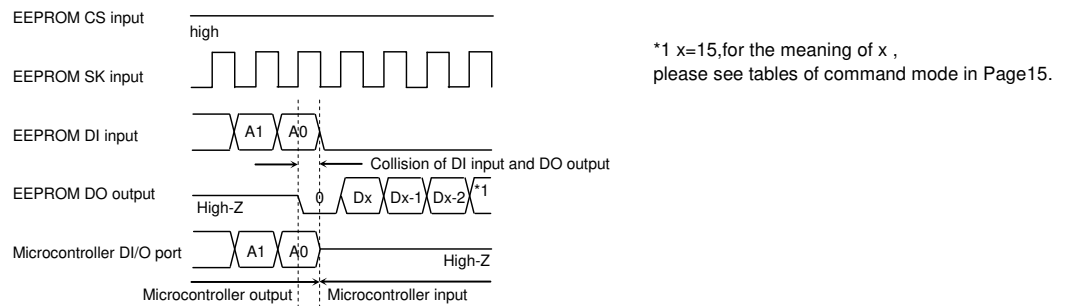 EEPROM CS input
high
*1 x=15,for the meaning of x ,
please see tables of command mode in Page15.
EEPROM SK input
EEPROM DI input
A1 A0
Collision of DI input and DO output
EEPROM DO output
High-Z
0 Dx Dx-1 Dx-2 *1
Microcontroller DI/O port
A1 A0
High-Z
Microcontroller output Microcontroller input